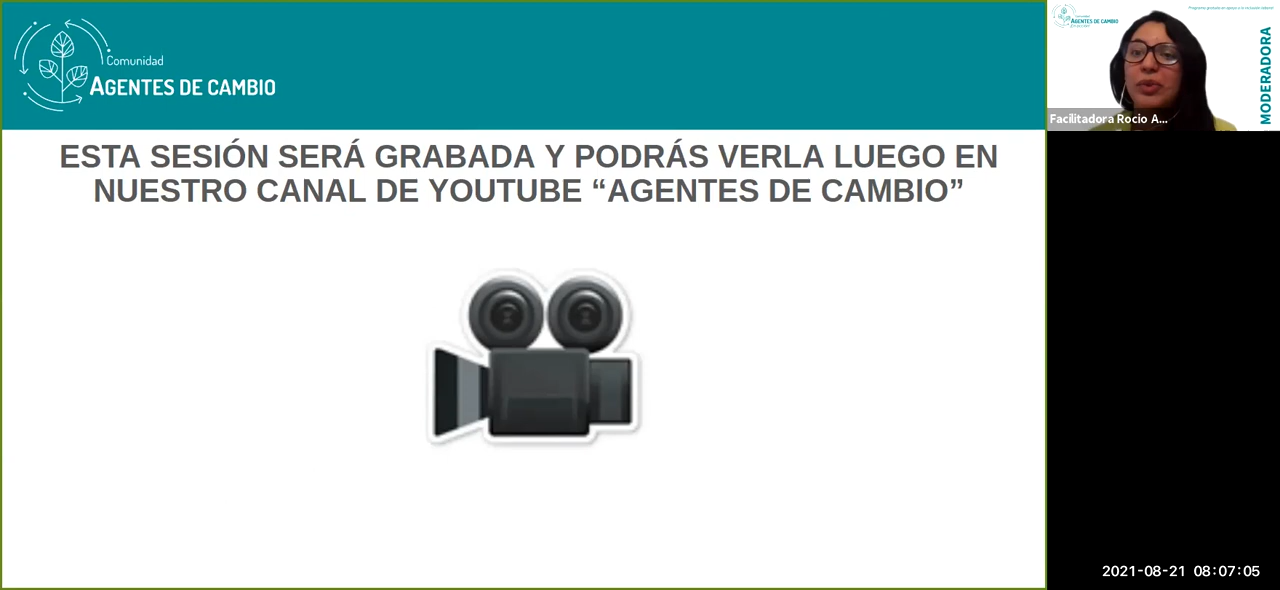 Comunidad
AGENTES DE CAMBIO
ESTA SESIÓN SERÁ GRABADA Y PODRÁS VERLA LUEGO EN
NUESTRO CANAL DE YOUTUBE “AGENTES DE CAMBIO”
AGENTES DE CAMBIO
MODERADORA
Facilitadora Rocio A...
2021-08-21 08:07:05